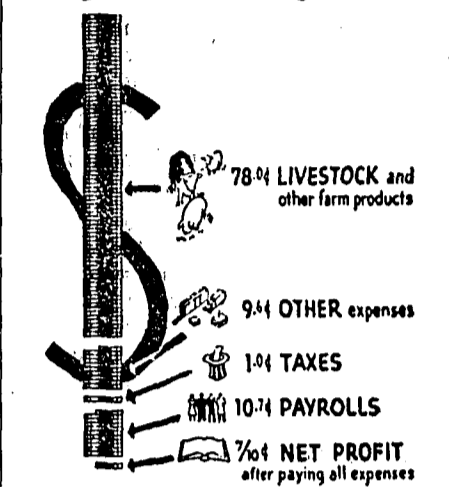 78.0¢ LIVESTOCK and
other farm products
9.6¢ OTHER expenses
1.0¢ TAXES
10.7¢ PAYROLLS
7/10¢ NET PROFIT
after paying all expenses